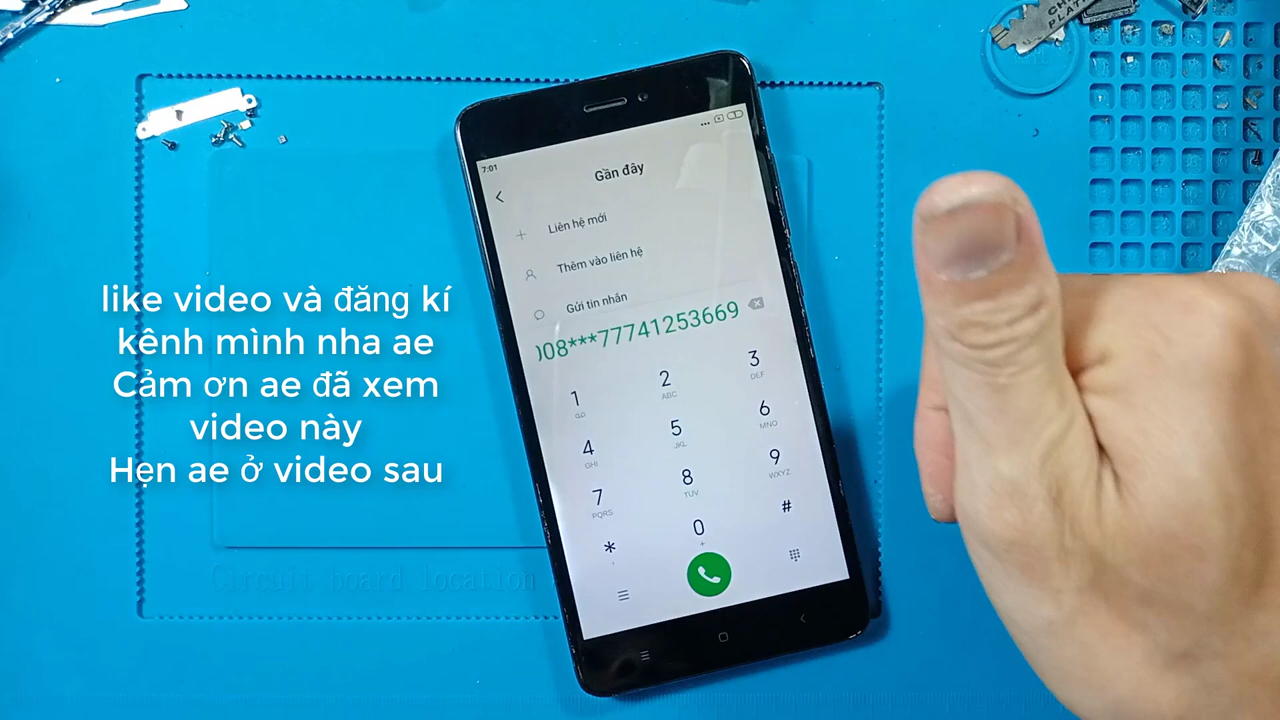 like video và đăng kí
kênh mình nha ae
Cảm ơn ae đã xem
video này
Hẹn ae ở video sau
7:01
Gần đây
Liên hệ mới
Thêm vào liên hệ
Gửi tin nhắn
08***77741253669
1
2 ABC
3 DEF
4 GHI
5 JKL
6 MNO
7 PQRS
8 TUV
9 WXYZ
*
0 +
#
Circuit board location